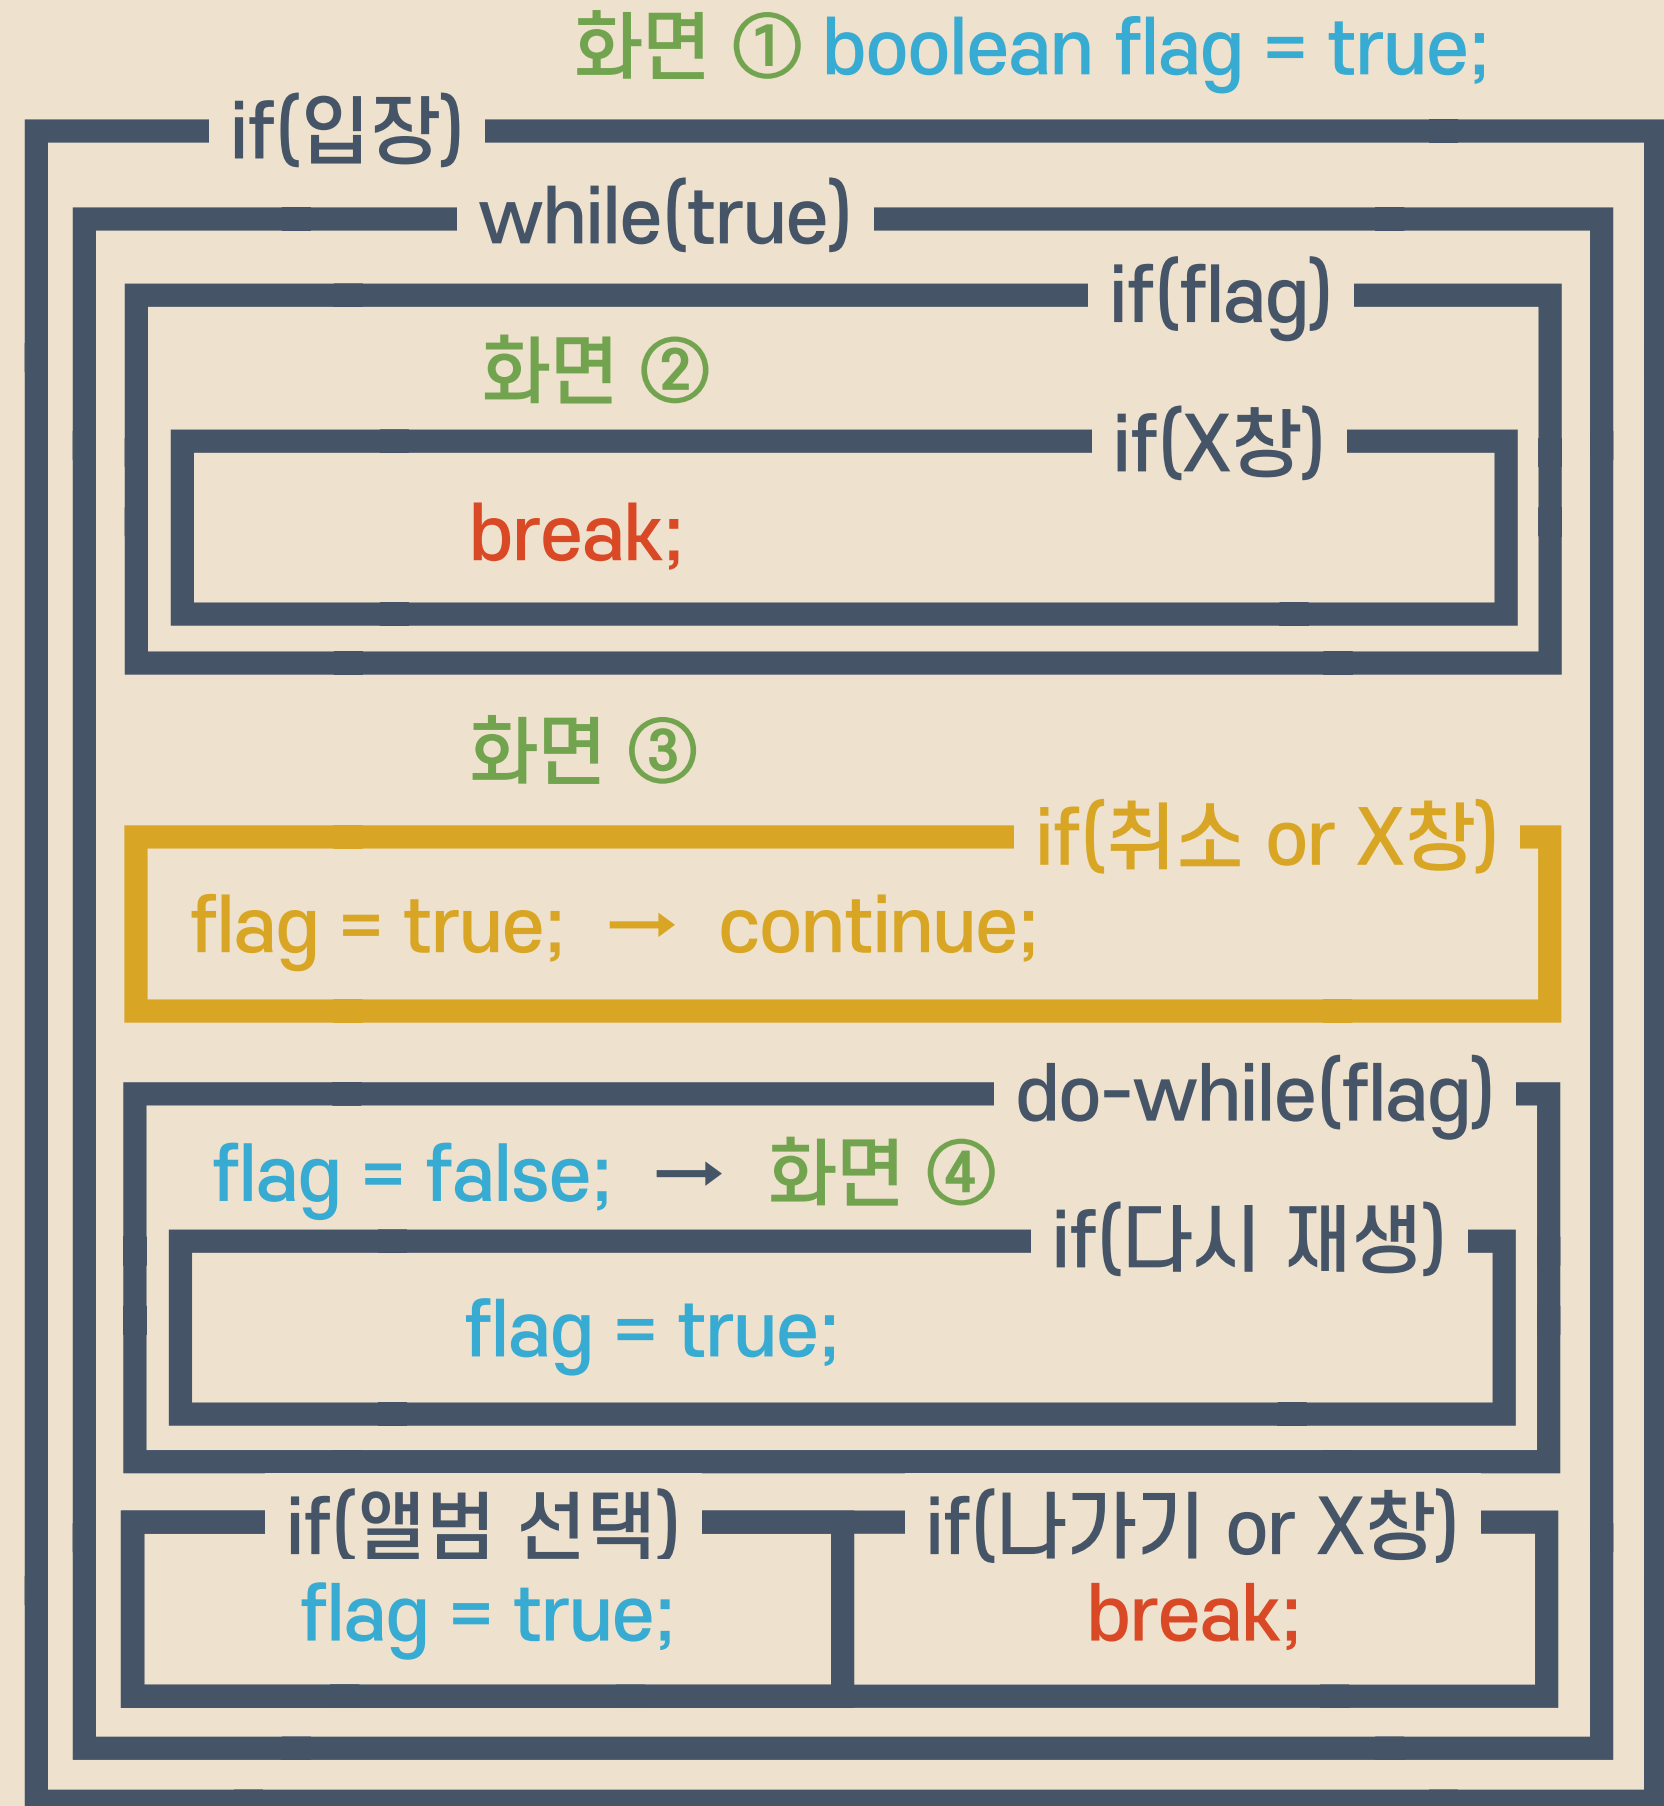 화면 ① boolean flag = true;
if(입장)
while(true)
if(flag)
화면 ②
if(X창)
break;
화면 ③
if(취소 or X창)
flag = true; → continue;
do-while(flag)
flag = false; → 화면 ④
if(다시 재생)
flag = true;
if(앨범 선택) if(나가기 or X창)
flag = true; break;